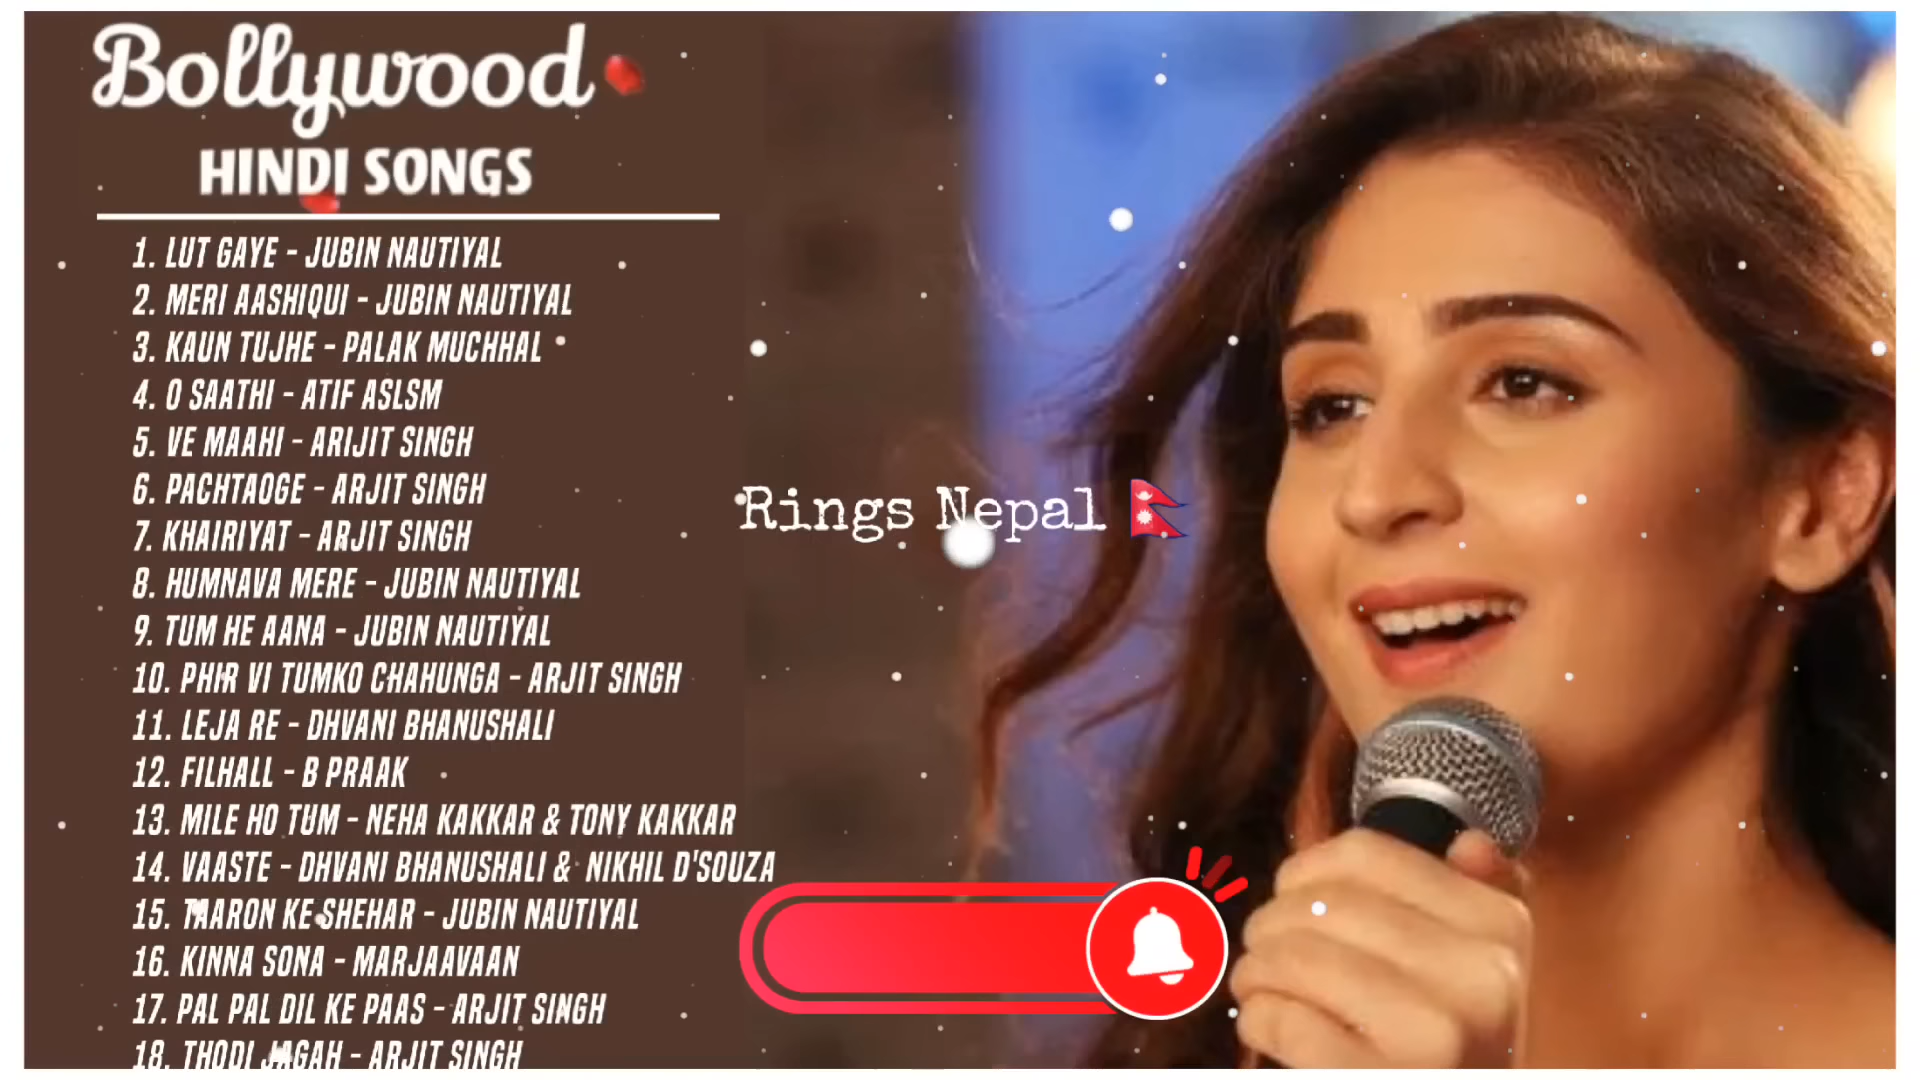 Bollywood
HINDI SONGS
1. LUT GAYE - JUBIN NAUTIYAL
2. MERI AASHIQUI - JUBIN NAUTIYAL
3. KAUN TUJHE - PALAK MUCHHAL
4. O SAATHI - ATIF ASLSM
5. VE MAAHI - ARIJIT SINGH
6. PACHTAOGE - ARJIT SINGH
7. KHAIRIYAT - ARJIT SINGH
8. HUMNAVA MERE - JUBIN NAUTIYAL
9. TUM HE AANA - JUBIN NAUTIYAL
10. PHIR VI TUMKO CHAHUNGA - ARJIT SINGH
11. LEJA RE - DHVANI BHANUSHALI
12. FILHALL - B PRAAK
13. MILE HO TUM - NEHA KAKKAR & TONY KAKKAR
14. VAASTE - DHVANI BHANUSHALI & NIKHIL D'SOUZA
15. TAARON KE SHEHAR - JUBIN NAUTIYAL
16. KINNA SONA - MARJAAVAAN
17. PAL PAL DIL KE PAAS - ARJIT SINGH
18. THODI JAGAH - ARJIT SINGH
Rings Nepal 🇳🇵